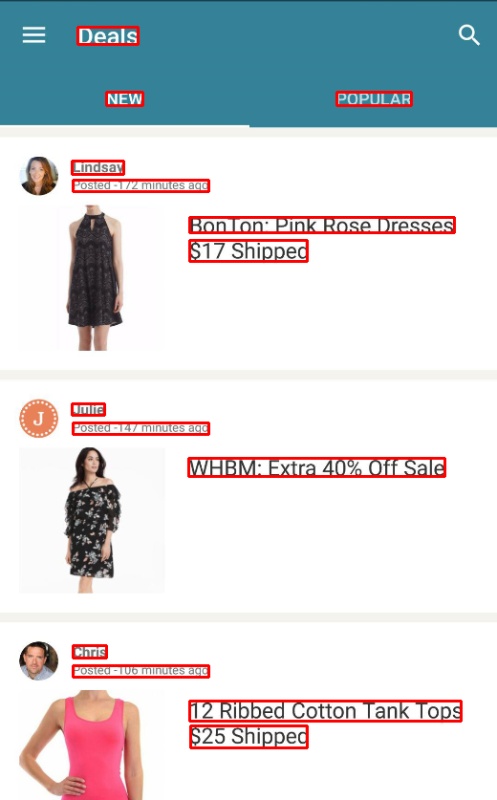 Deals
NEW
POPULAR
Lindsay
Posted -172 minutes ago
BonTon: Pink Rose Dresses
$17 Shipped
J
Julie
Posted -147 minutes ago
WHBM: Extra 40% Off Sale
Chris
Posted -106 minutes ago
12 Ribbed Cotton Tank Tops
$25 Shipped